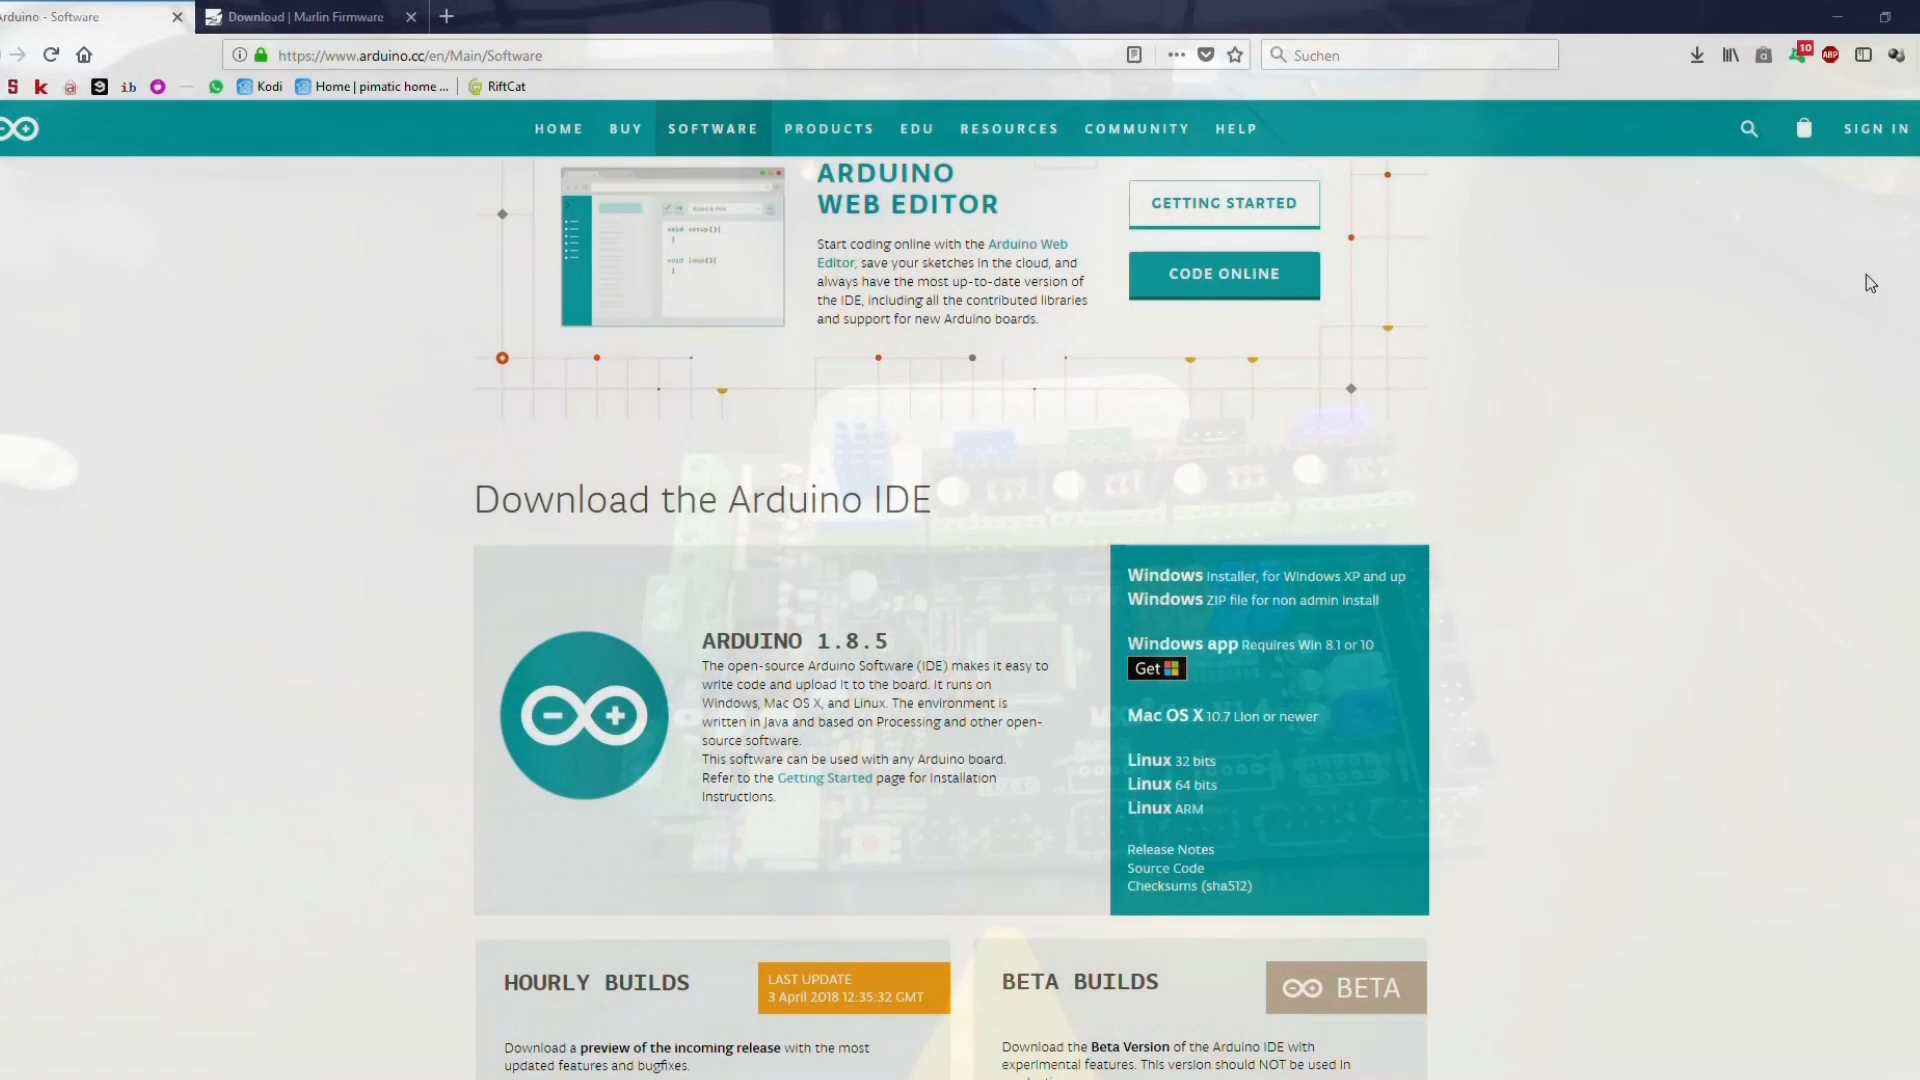 Arduino - Software
Download | Marlin Firmware
https://www.arduino.cc/en/Main/Software
Suchen
10
ABP
ib
Kodi
Home | pimatic home ...
RiftCat
HOME
BUY
SOFTWARE
PRODUCTS
EDU
RESOURCES
COMMUNITY
HELP
SIGN IN
ARDUINO
WEB EDITOR
Start coding online with the Arduino Web
Editor, save your sketches in the cloud, and
always have the most up-to-date version of
the IDE, including all the contributed libraries
and support for new Arduino boards.
GETTING STARTED
CODE ONLINE
void setup(){
}
void loop(){
}
Download the Arduino IDE
ARDUINO 1.8.5
The open-source Arduino Software (IDE) makes it easy to
write code and upload it to the board. It runs on
Windows, Mac OS X, and Linux. The environment is
written in Java and based on Processing and other open-
source software.
This software can be used with any Arduino board.
Refer to the Getting Started page for Installation
Instructions.
Windows Installer, for Windows XP and up
Windows ZIP file for non admin install
Windows app Requires Win 8.1 or 10
Get
Mac OS X 10.7 Lion or newer
Linux 32 bits
Linux 64 bits
Linux ARM
Release Notes
Source Code
Checksums (sha512)
HOURLY BUILDS
LAST UPDATE
3 April 2018 12:35:32 GMT
Download a preview of the incoming release with the most
updated features and bugfixes.
BETA BUILDS
BETA
Download the Beta Version of the Arduino IDE with
experimental features. This version should NOT be used in